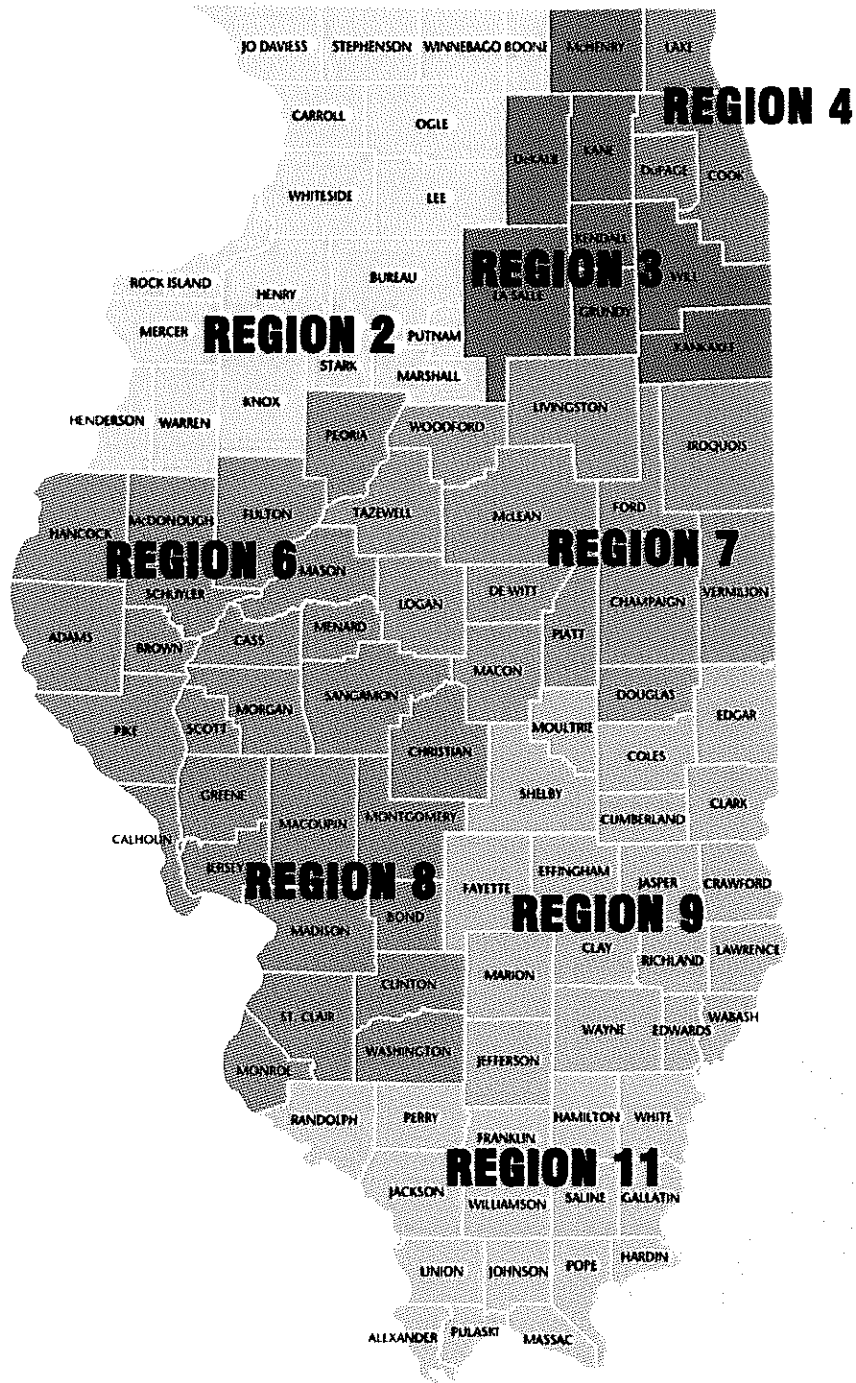 JO DAVIESS STEPHENSON WINNEBAGO BOONE McHENRY LAKE
REGION 4
CARROLL OGLE
DeKALB KANE DuPAGE COOK
WHITESIDE LEE
KENDALL
REGION 3 WILL
LA SALLE
GRUNDY
ROCK ISLAND HENRY BUREAU
MERCER REGION 2 PUTNAM
KANKAKEE
STARK MARSHALL
HENDERSON WARREN KNOX
PEORIA WOODFORD LIVINGSTON IROQUOIS
HANCOCK McDONOUGH FULTON TAZEWELL McLEAN FORD
REGION 6 REGION 7
MASON
SCHUYLER LOGAN DE WITT CHAMPAIGN VERMILION
ADAMS BROWN CASS MENARD PIATT
MACON
PIKE SCOTT MORGAN SANGAMON DOUGLAS EDGAR
CHRISTIAN MOULTRIE COLES
GREENE SHELBY
CALHOUN MACOUPIN MONTGOMERY CUMBERLAND CLARK
JERSEY REGION 8 FAYETTE EFFINGHAM JASPER CRAWFORD
BOND REGION 9
MADISON MARION CLAY RICHLAND LAWRENCE
CLINTON
ST. CLAIR WAYNE EDWARDS WABASH
MONROE WASHINGTON JEFFERSON
RANDOLPH PERRY HAMILTON WHITE
FRANKLIN
REGION 11
JACKSON WILLIAMSON SALINE GALLATIN
UNION JOHNSON POPE HARDIN
ALEXANDER PULASKI MASSAC